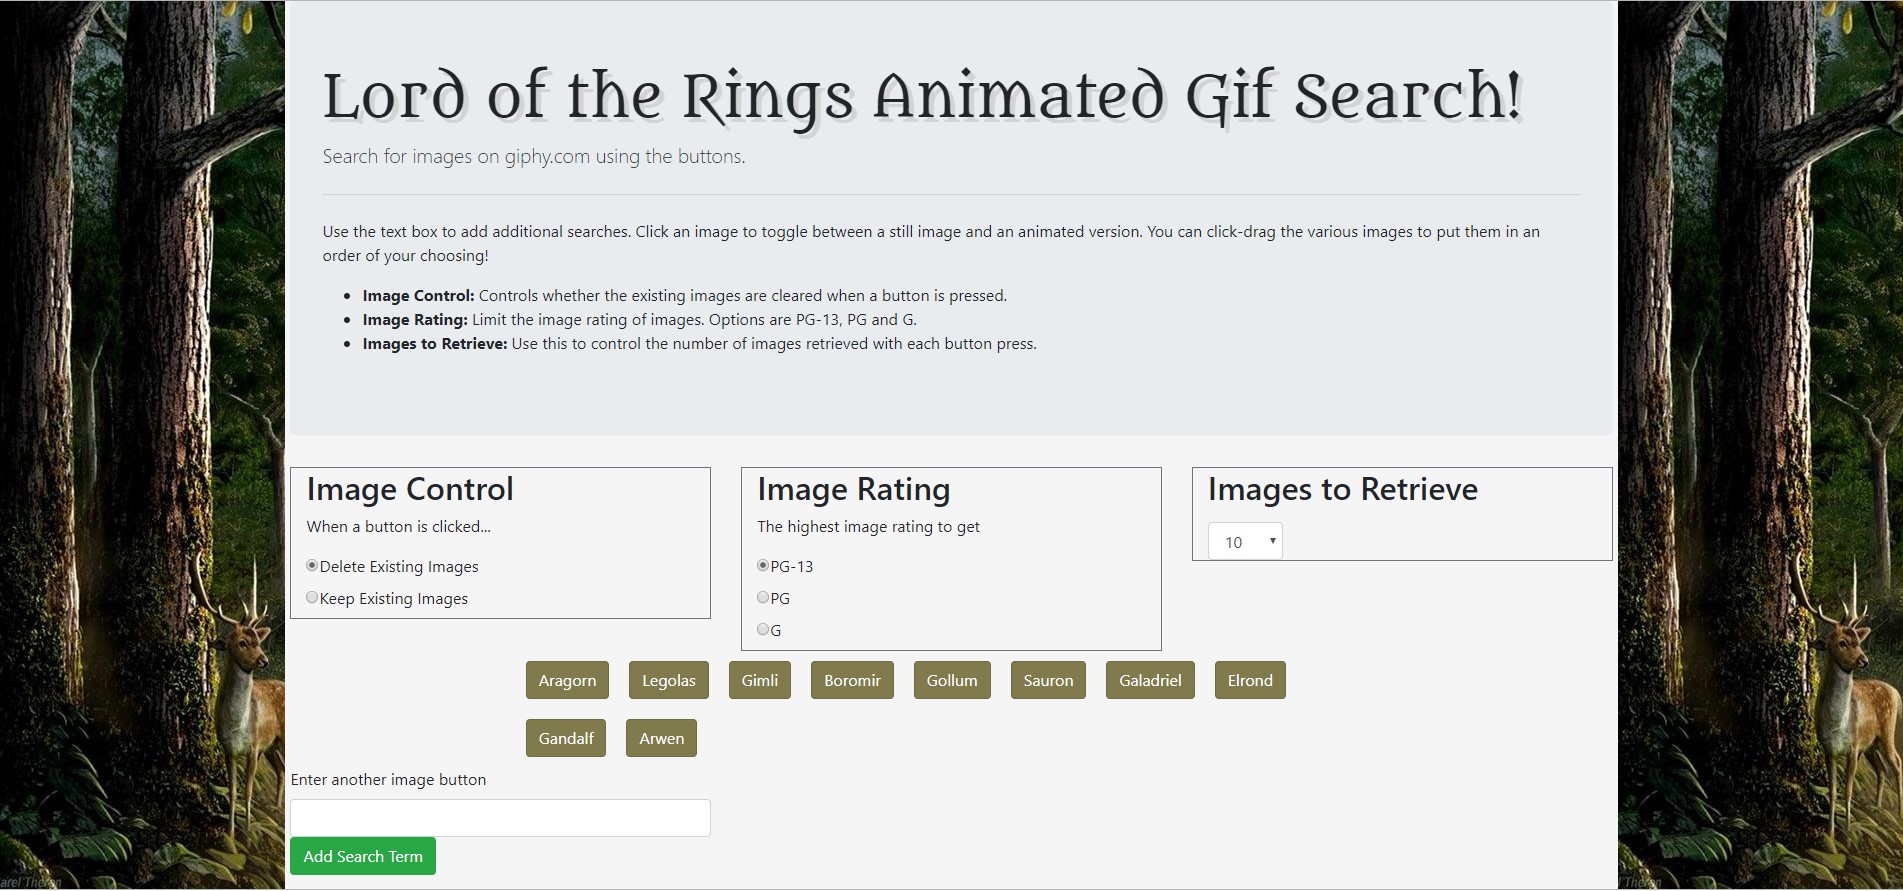 Lord of the Rings Animated Gif Search!
Search for images on giphy.com using the buttons.
Use the text box to add additional searches. Click an image to toggle between a still image and an animated version. You can click-drag the various images to put them in an
order of your choosing!
Image Control: Controls whether the existing images are cleared when a button is pressed.
Image Rating: Limit the image rating of images. Options are PG-13, PG and G.
Images to Retrieve: Use this to control the number of images retrieved with each button press.
Image Control
When a button is clicked...
Delete Existing Images
Keep Existing Images
Image Rating
The highest image rating to get
PG-13
PG
G
Images to Retrieve
10
Aragorn Legolas Gimli Boromir Gollum Sauron Galadriel Elrond
Gandalf Arwen
Enter another image button
Add Search Term
arel Theron